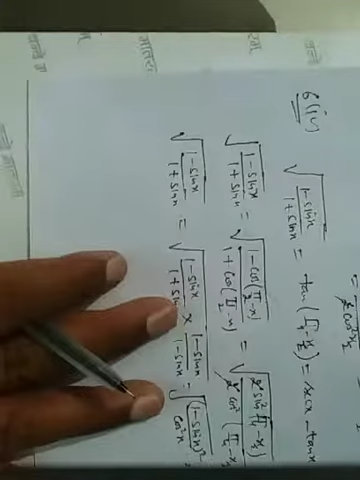 6(iv) √(1-sinx/1+sinx) = tan(π/4 - x/2) = secx - tanx
√(1-sinx/1+sinx) = √(1-cos(π/2-x)/1+cos(π/2-x)) = √(2sin²(π/4-x/2)/2cos²(π/4-x/2))
√(1-sinx/1+sinx) = √(1-sinx/1+sinx × 1-sinx/1-sinx) = √((1-sinx)²/cos²x)